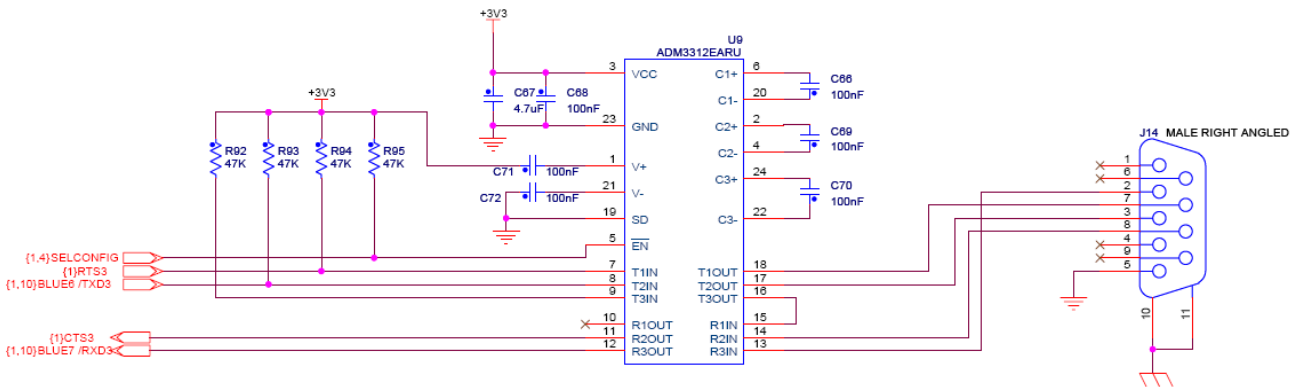 +3V3
U9
ADM3312EARU
3 VCC C1+ 6
C67 C68 C66
4.7uF 100nF 100nF
C1- 20
+3V3
23 GND C2+ 2
J14 MALE RIGHT ANGLED
C69
100nF
R92 R93 R94 R95
47K 47K 47K 47K
C2- 4
1 V+ C3+ 24
C71 100nF
1
6
21 V- C70
C72 100nF 100nF
2
7
19 SD C3- 22
3
8
5 EN
4
9
{1,4}SELCONFIG
{1}RTS3 7 T1IN T1OUT 18
5
{1,10}BLUE6 /TXD3 8 T2IN T2OUT 17
9 T3IN T3OUT 16
10 11
10 R1OUT R1IN 15
{1}CTS3 11 R2OUT R2IN 14
{1,10}BLUE7 /RXD3 12 R3OUT R3IN 13